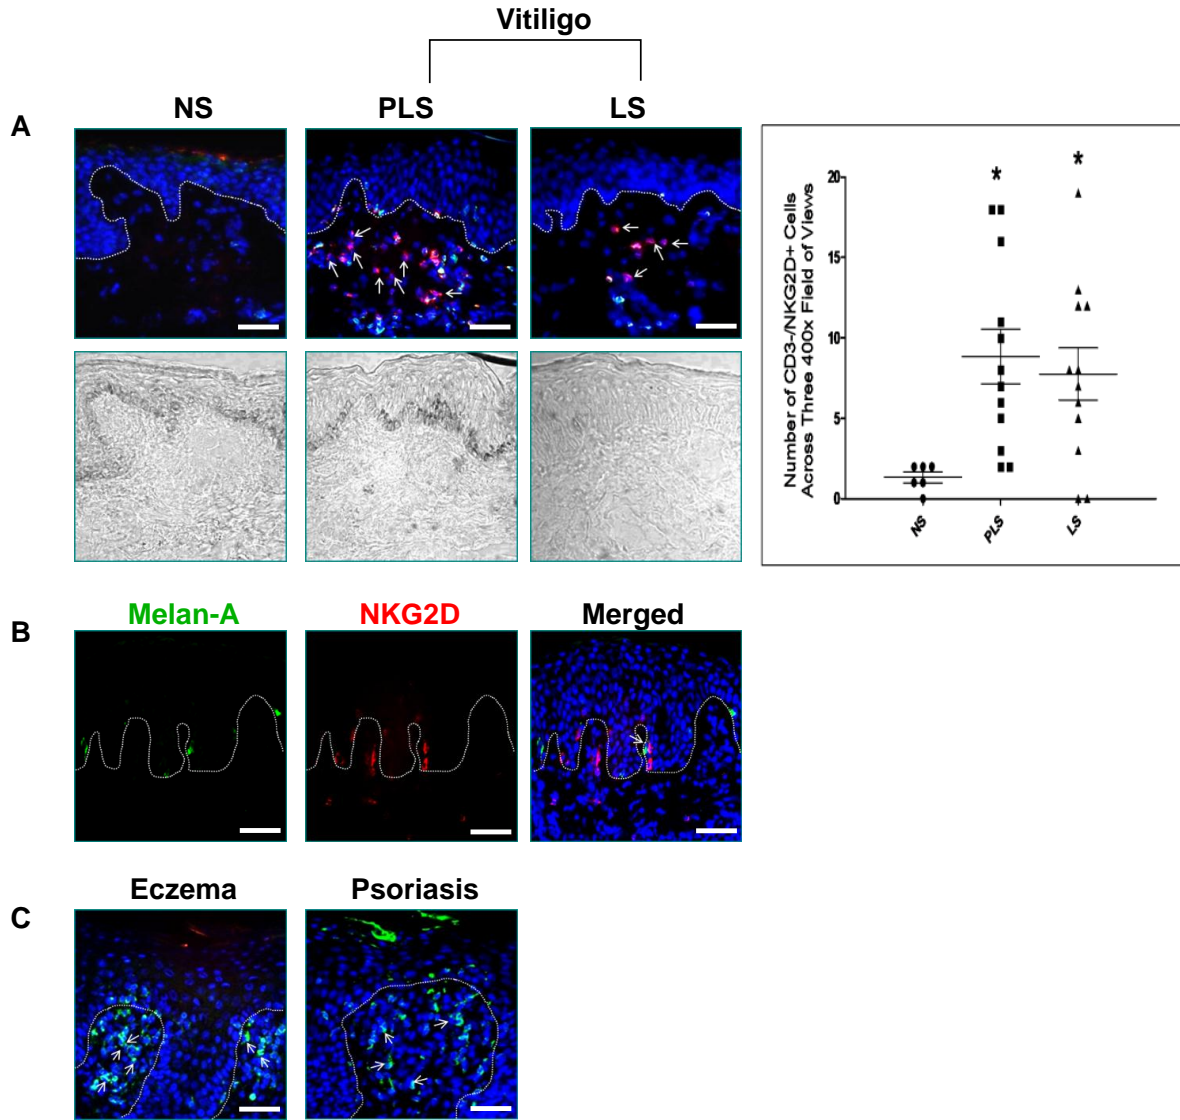 Vitiligo
NS PLS LS
A
Number of CD3-/NKG2D+ Cells
Across Three 400x Field of Views
20
15
10
5
0
*
*
NS PLS LS
Melan-A NKG2D Merged
B
Eczema Psoriasis
C